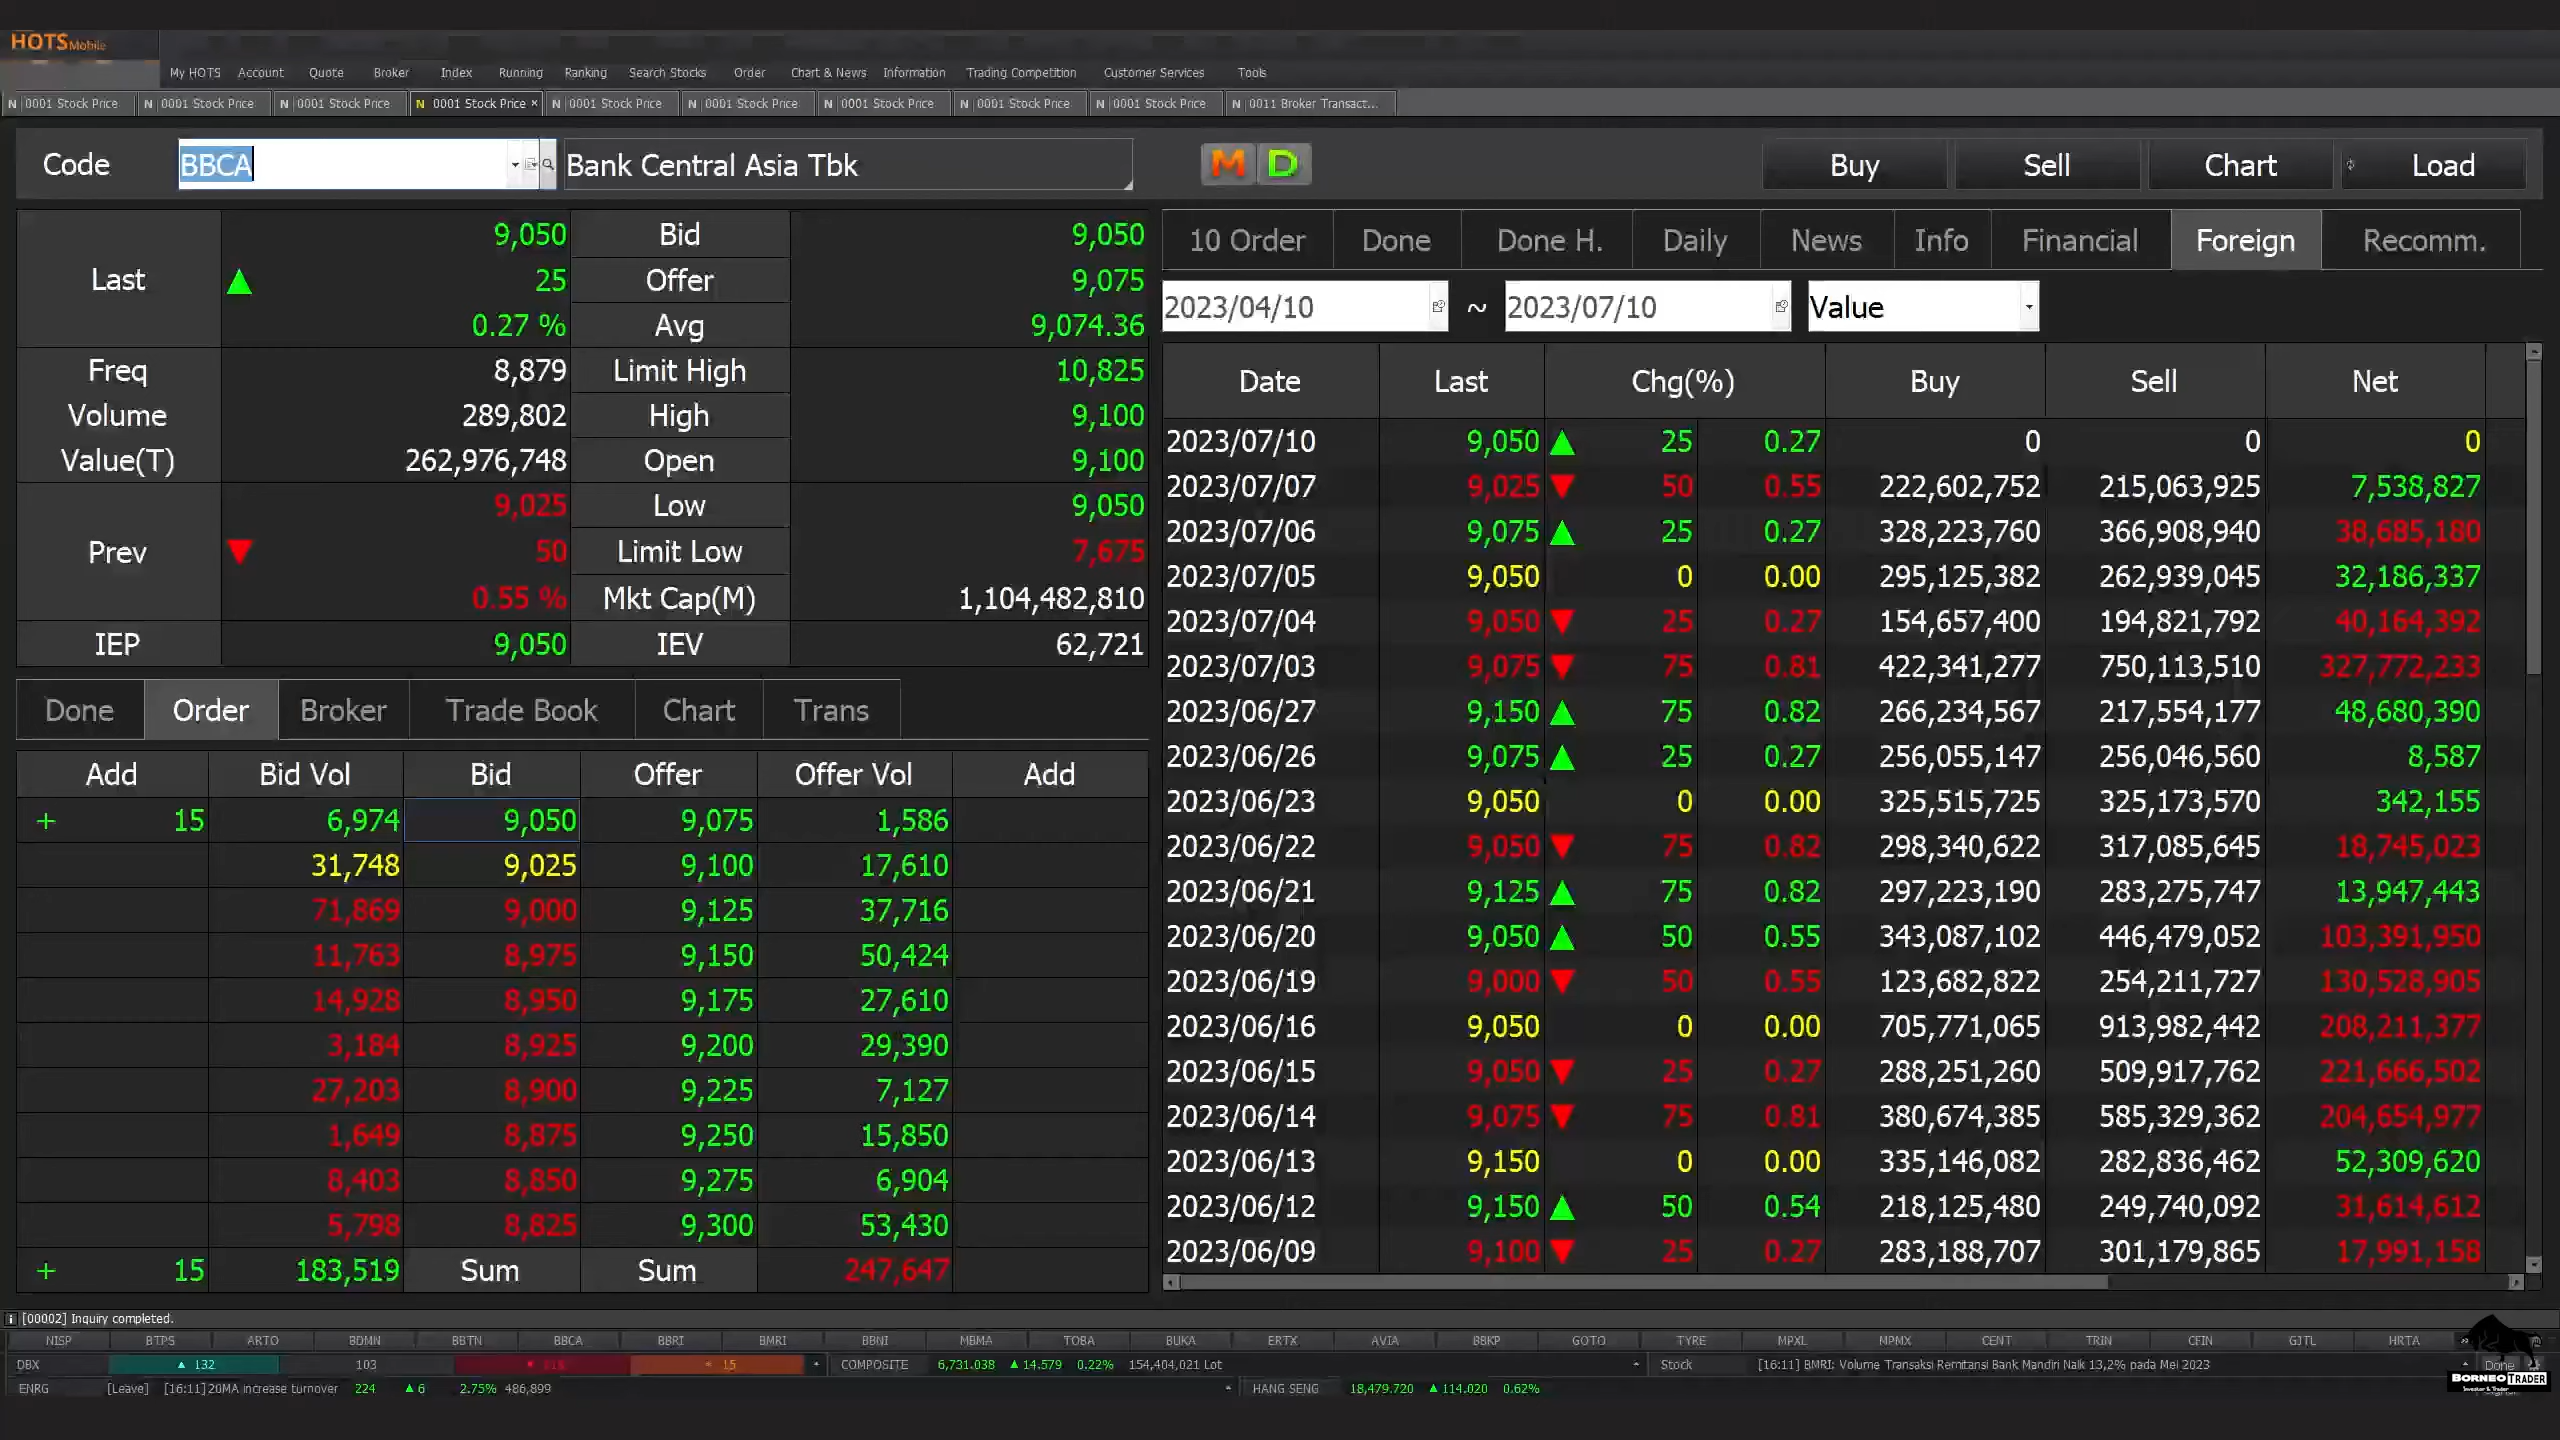 HOTS Mobile
My HOTS Account Quote Broker Index Running Ranking Search Stocks Order Chart & News Information Trading Competition Customer Services Tools
N 0001 Stock Price N 0001 Stock Price N 0001 Stock Price N 0001 Stock Price × N 0001 Stock Price N 0001 Stock Price N 0001 Stock Price N 0001 Stock Price N 0001 Stock Price N 0011 Broker Transact...
Code BBCA Bank Central Asia Tbk M D Buy Sell Chart Load
Last ▲ 9,050 25 0.27 %
Bid 9,050
Offer 9,075
Avg 9,074.36
Freq 8,879 Limit High 10,825
Volume 289,802 High 9,100
Value(T) 262,976,748 Open 9,100
Prev ▼ 9,025 50 0.55 %
Low 9,050
Limit Low 7,675
Mkt Cap(M) 1,104,482,810
IEP 9,050 IEV 62,721
Done Order Broker Trade Book Chart Trans
Add Bid Vol Bid Offer Offer Vol Add
+ 15 6,974 9,050 9,075 1,586
31,748 9,025 9,100 17,610
71,869 9,000 9,125 37,716
11,763 8,975 9,150 50,424
14,928 8,950 9,175 27,610
3,184 8,925 9,200 29,390
27,203 8,900 9,225 7,127
1,649 8,875 9,250 15,850
8,403 8,850 9,275 6,904
5,798 8,825 9,300 53,430
+ 15 183,519 Sum Sum 247,647
10 Order Done Done H. Daily News Info Financial Foreign Recomm.
2023/04/10 ~ 2023/07/10 Value
Date Last Chg(%) Buy Sell Net
2023/07/10 9,050 ▲ 25 0.27 0 0 0
2023/07/07 9,025 ▼ 50 0.55 222,602,752 215,063,925 7,538,827
2023/07/06 9,075 ▲ 25 0.27 328,223,760 366,908,940 38,685,180
2023/07/05 9,050 0 0.00 295,125,382 262,939,045 32,186,337
2023/07/04 9,050 ▼ 25 0.27 154,657,400 194,821,792 40,164,392
2023/07/03 9,075 ▼ 75 0.81 422,341,277 750,113,510 327,772,233
2023/06/27 9,150 ▲ 75 0.82 266,234,567 217,554,177 48,680,390
2023/06/26 9,075 ▲ 25 0.27 256,055,147 256,046,560 8,587
2023/06/23 9,050 0 0.00 325,515,725 325,173,570 342,155
2023/06/22 9,050 ▼ 75 0.82 298,340,622 317,085,645 18,745,023
2023/06/21 9,125 ▲ 75 0.82 297,223,190 283,275,747 13,947,443
2023/06/20 9,050 ▲ 50 0.55 343,087,102 446,479,052 103,391,950
2023/06/19 9,000 ▼ 50 0.55 123,682,822 254,211,727 130,528,905
2023/06/16 9,050 0 0.00 705,771,065 913,982,442 208,211,377
2023/06/15 9,050 ▼ 25 0.27 288,251,260 509,917,762 221,666,502
2023/06/14 9,075 ▼ 75 0.81 380,674,385 585,329,362 204,654,977
2023/06/13 9,150 0 0.00 335,146,082 282,836,462 52,309,620
2023/06/12 9,150 ▲ 50 0.54 218,125,480 249,740,092 31,614,612
2023/06/09 9,100 ▼ 25 0.27 283,188,707 301,179,865 17,991,158
[00002] Inquiry completed.
NISP BTPS ARTO BDMN BBTN BBCA BBRI BMRI BBNI MBMA TOBA BUKA ERTX AVIA BBKP GOTO TYRE MPXL MPMX CENT TRIN CFIN GJTL HRTA
DBX ▲ 132 103 15 COMPOSITE 6,731.038 ▲ 14.579 0.22% 154,404,021 Lot Stock [16:11] BMRI: Volume Transaksi Remitansi Bank Mandiri Naik 13,2% pada Mei 2023 Done
ENRG [Leave] [16:11]20MA increase turnover 224 ▲ 6 2.75% 486,899 HANG SENG 18,479.720 ▲ 114.020 0.62%
BORNEO TRADER
Investor & Trader